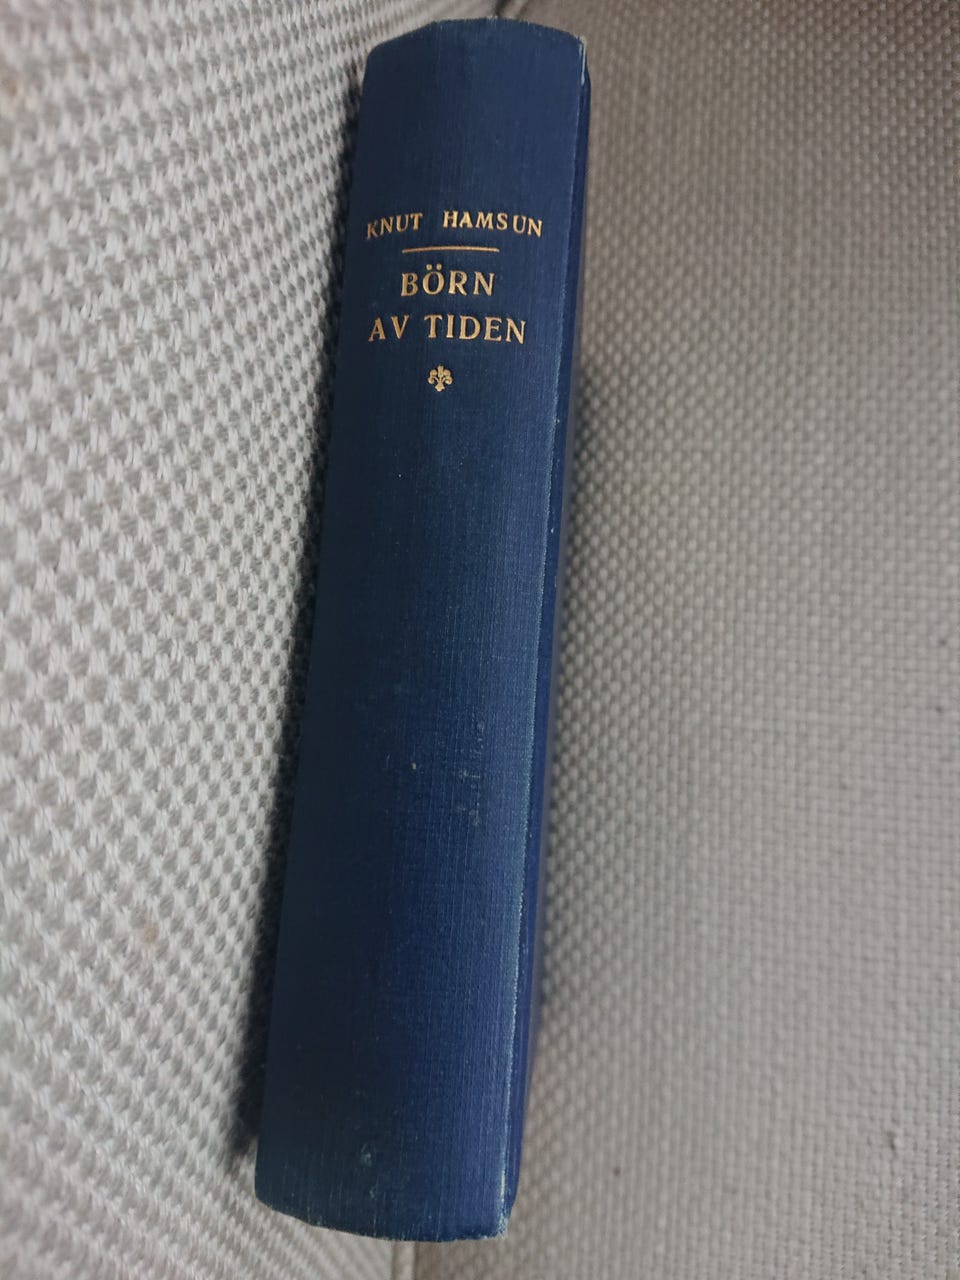 KNUT HAMSUN
BÖRN
AV TIDEN